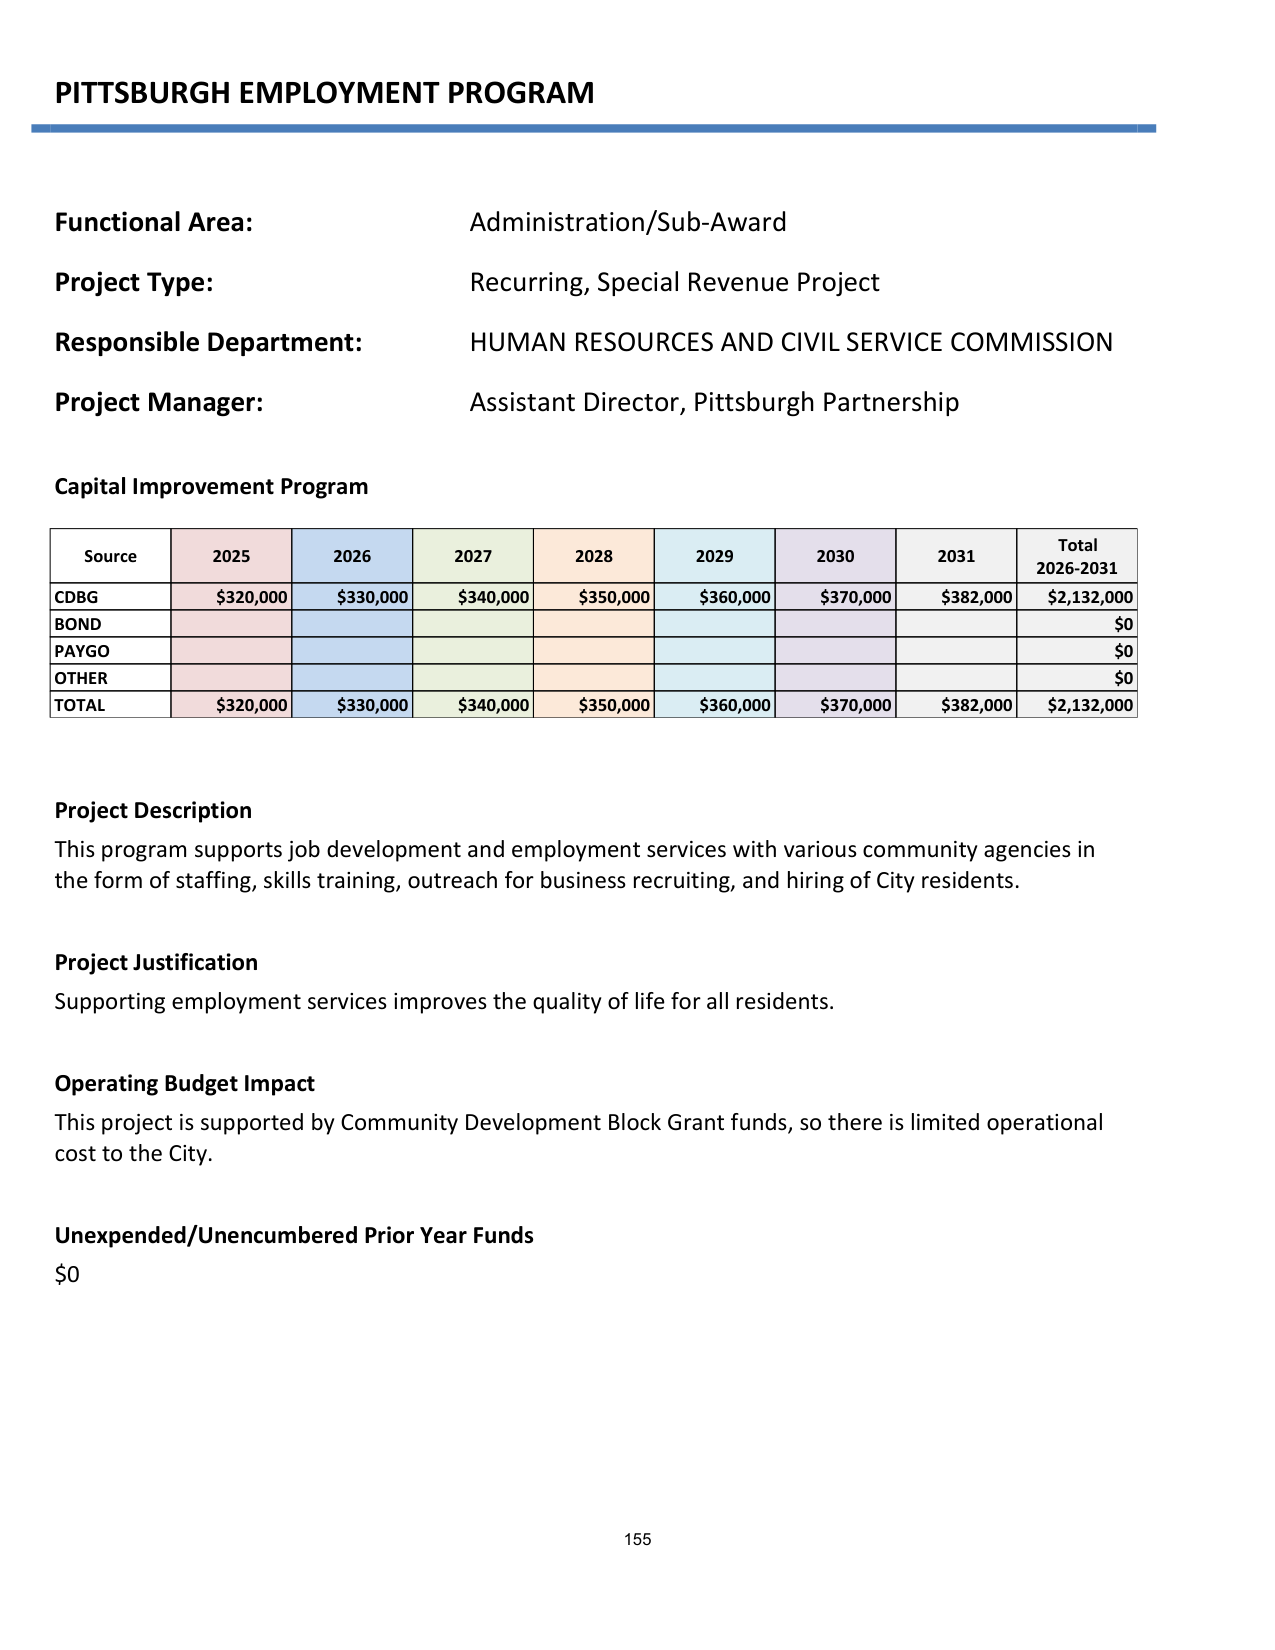 PITTSBURGH EMPLOYMENT PROGRAM
Functional Area: Administration/Sub-Award
Project Type: Recurring, Special Revenue Project
Responsible Department: HUMAN RESOURCES AND CIVIL SERVICE COMMISSION
Project Manager: Assistant Director, Pittsburgh Partnership
Capital Improvement Program
Source 2025 2026 2027 2028 2029 2030 2031 Total 2026-2031
CDBG $320,000 $330,000 $340,000 $350,000 $360,000 $370,000 $382,000 $2,132,000
BOND $0
PAYGO $0
OTHER $0
TOTAL $320,000 $330,000 $340,000 $350,000 $360,000 $370,000 $382,000 $2,132,000
Project Description
This program supports job development and employment services with various community agencies in
the form of staffing, skills training, outreach for business recruiting, and hiring of City residents.
Project Justification
Supporting employment services improves the quality of life for all residents.
Operating Budget Impact
This project is supported by Community Development Block Grant funds, so there is limited operational
cost to the City.
Unexpended/Unencumbered Prior Year Funds
$0
155